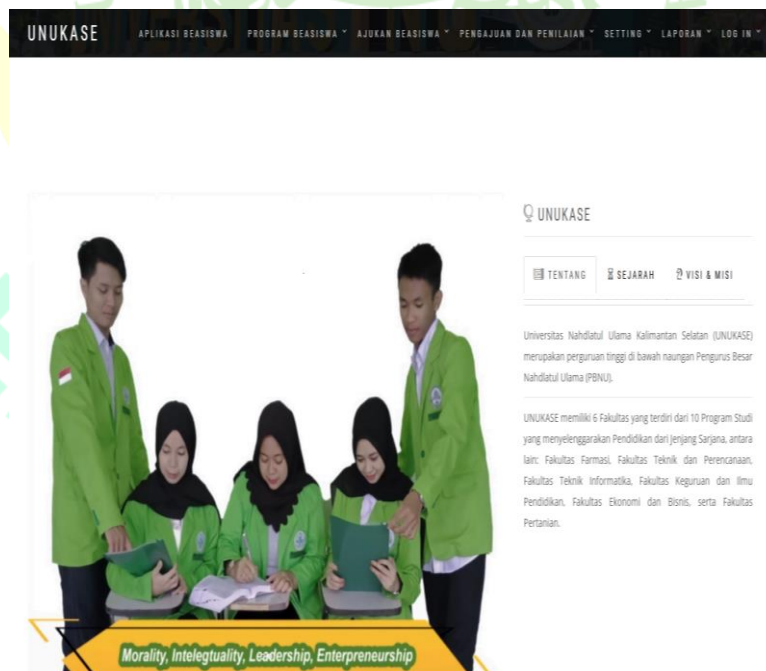 UNUKASE
APLIKASI BEASISWA PROGRAM BEASISWA AJUKAN BEASISWA PENGAJUAN DAN PENILAIAN SETTING LAPORAN LOG IN
UNUKASE
TENTANG SEJARAH VISI & MISI
Universitas Nahdlatul Ulama Kalimantan Selatan (UNUKASE)
merupakan perguruan tinggi di bawah naungan Pengurus Besar
Nahdlatul Ulama (PBNU).
UNUKASE memiliki 6 Fakultas yang terdiri dari 10 Program Studi
yang menyelenggarakan Pendidikan dari Jenjang Sarjana, antara
lain: Fakultas Farmasi, Fakultas Teknik dan Perencanaan,
Fakultas Teknik Informatika, Fakultas Keguruan dan Ilmu
Pendidikan, Fakultas Ekonomi dan Bisnis, serta Fakultas
Pertanian.
Morality, Intelegtuality, Leadership, Enterpreneurship